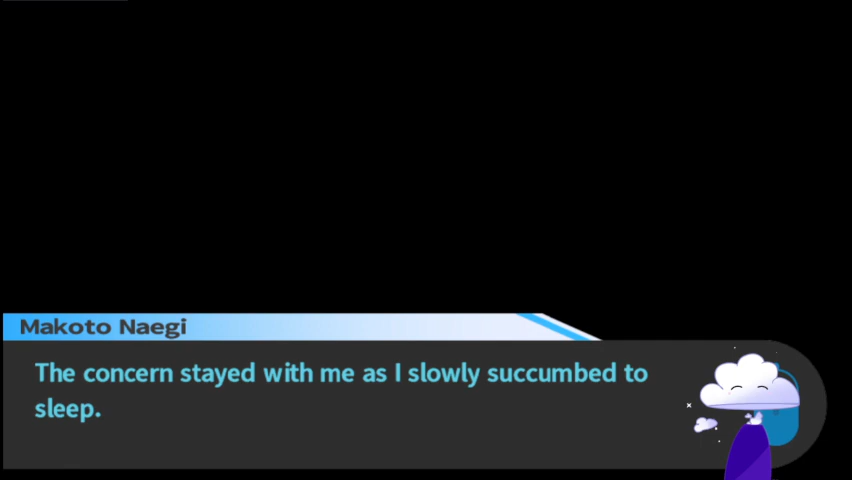 Makoto Naegi
The concern stayed with me as I slowly succumbed to
sleep.